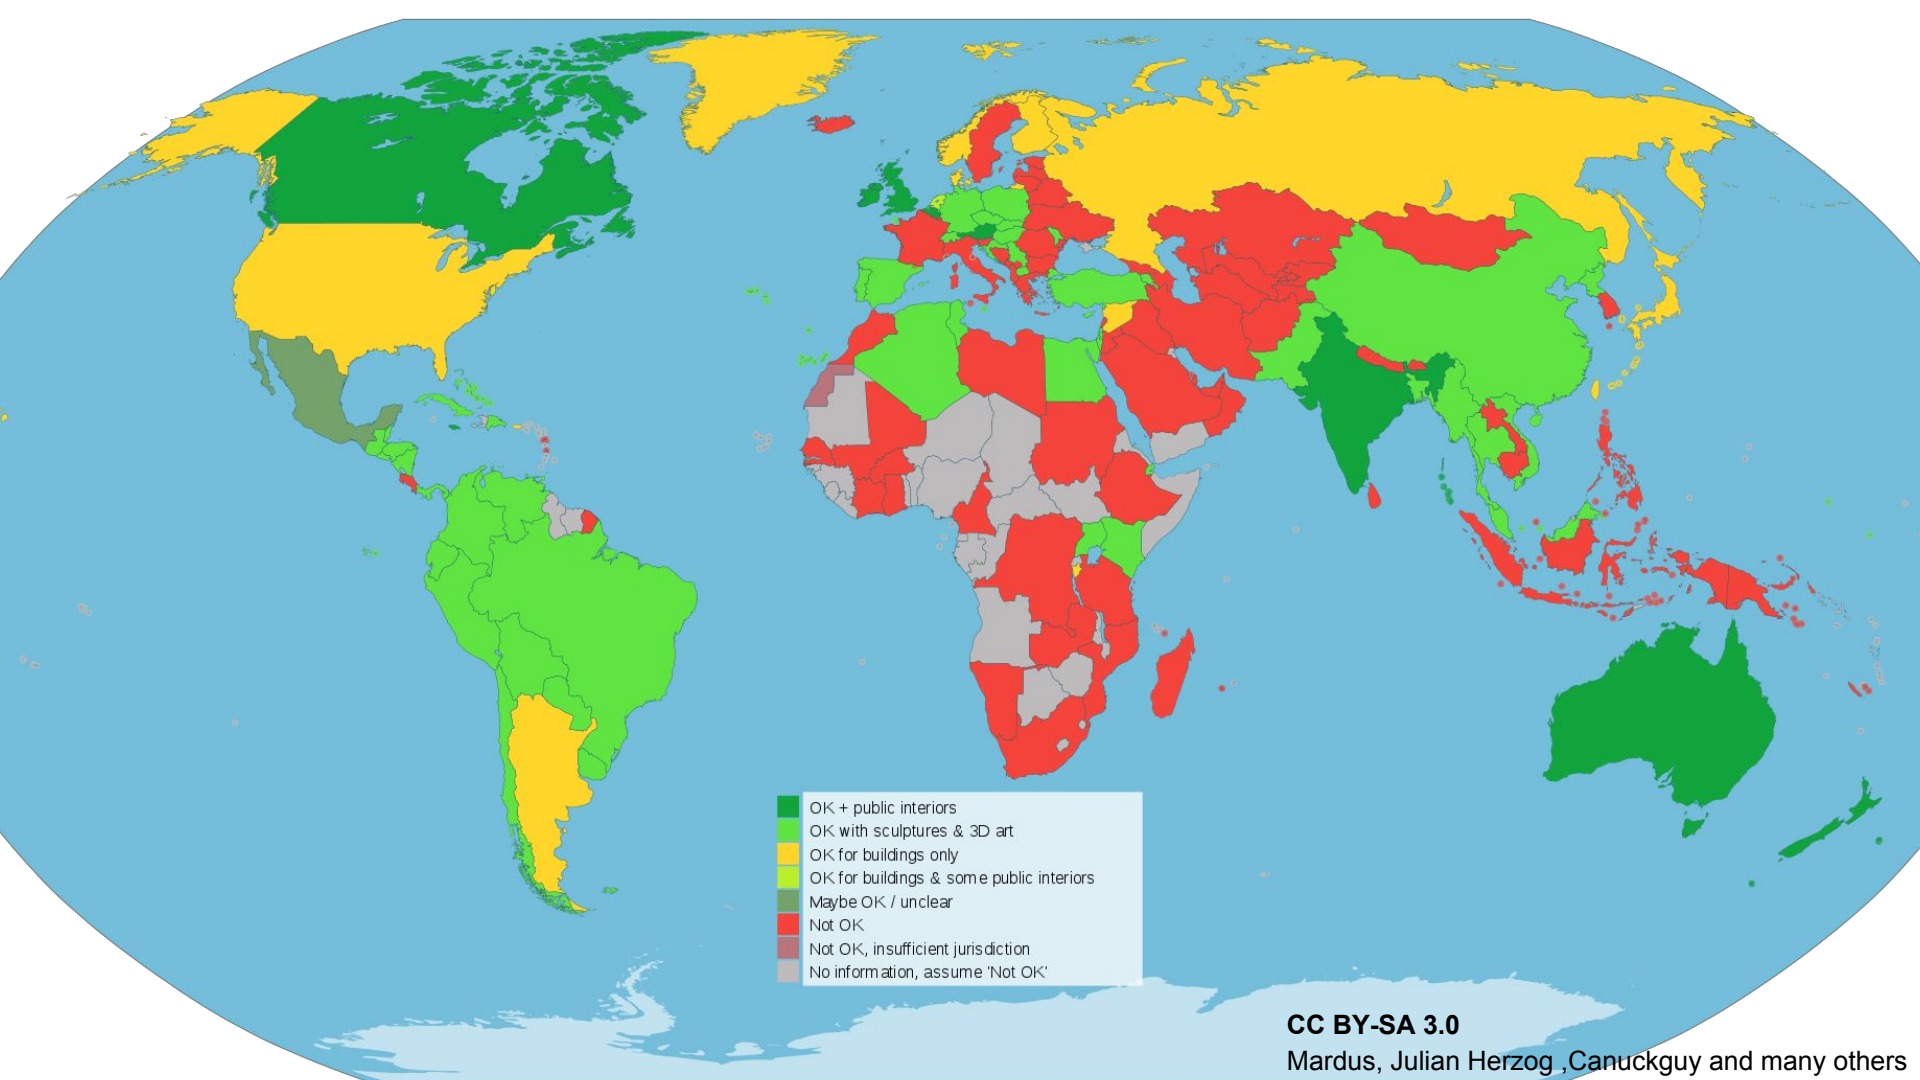 OK + public interiors
OK with sculptures & 3D art
OK for buildings only
OK for buildings & some public interiors
Maybe OK / unclear
Not OK
Not OK, insufficient jurisdiction
No information, assume 'Not OK'
CC BY-SA 3.0
Mardus, Julian Herzog ,Canuckguy and many others